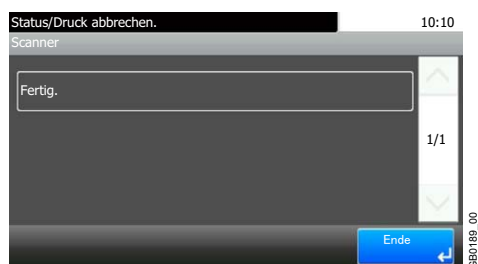 Status/Druck abbrechen.
10:10
Scanner
Fertig.
1/1
Ende
GB0189_00